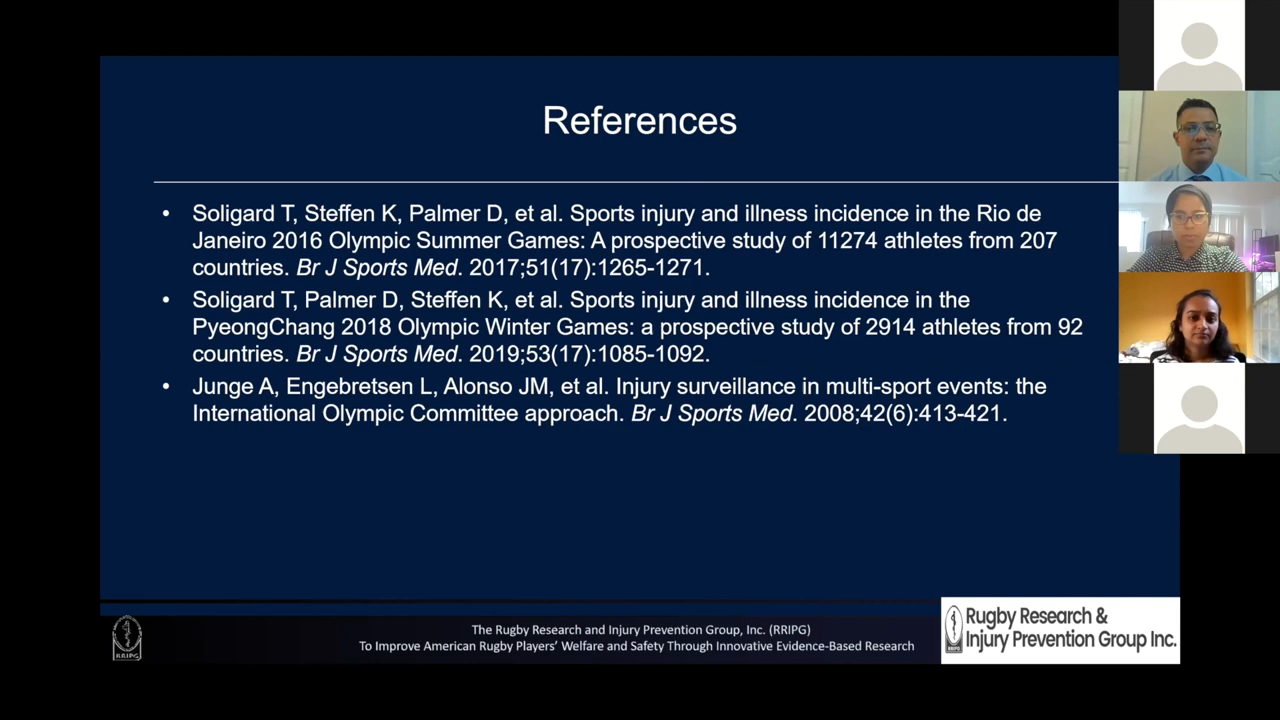 References
• Soligard T, Steffen K, Palmer D, et al. Sports injury and illness incidence in the Rio de
Janeiro 2016 Olympic Summer Games: A prospective study of 11274 athletes from 207
countries. Br J Sports Med. 2017;51(17):1265-1271.
• Soligard T, Palmer D, Steffen K, et al. Sports injury and illness incidence in the
PyeongChang 2018 Olympic Winter Games: a prospective study of 2914 athletes from 92
countries. Br J Sports Med. 2019;53(17):1085-1092.
• Junge A, Engebretsen L, Alonso JM, et al. Injury surveillance in multi-sport events: the
International Olympic Committee approach. Br J Sports Med. 2008;42(6):413-421.
RRIPG
The Rugby Research and Injury Prevention Group, Inc. (RRIPG)
To Improve American Rugby Players' Welfare and Safety Through Innovative Evidence-Based Research
RRIPG
Rugby Research &
Injury Prevention Group Inc.